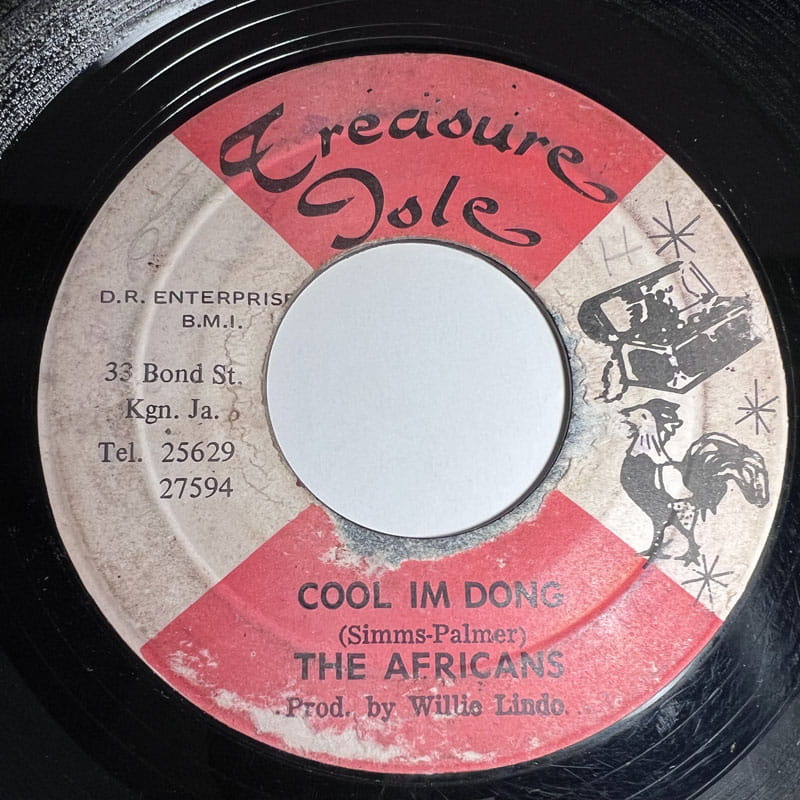 Treasure
Isle
D.R. ENTERPRISE
B.M.I.
33 Bond St.
Kgn. Ja.
Tel. 25629
27594
H
COOL IM DONG
(Simms-Palmer)
THE AFRICANS
Prod. by Willie Lindo